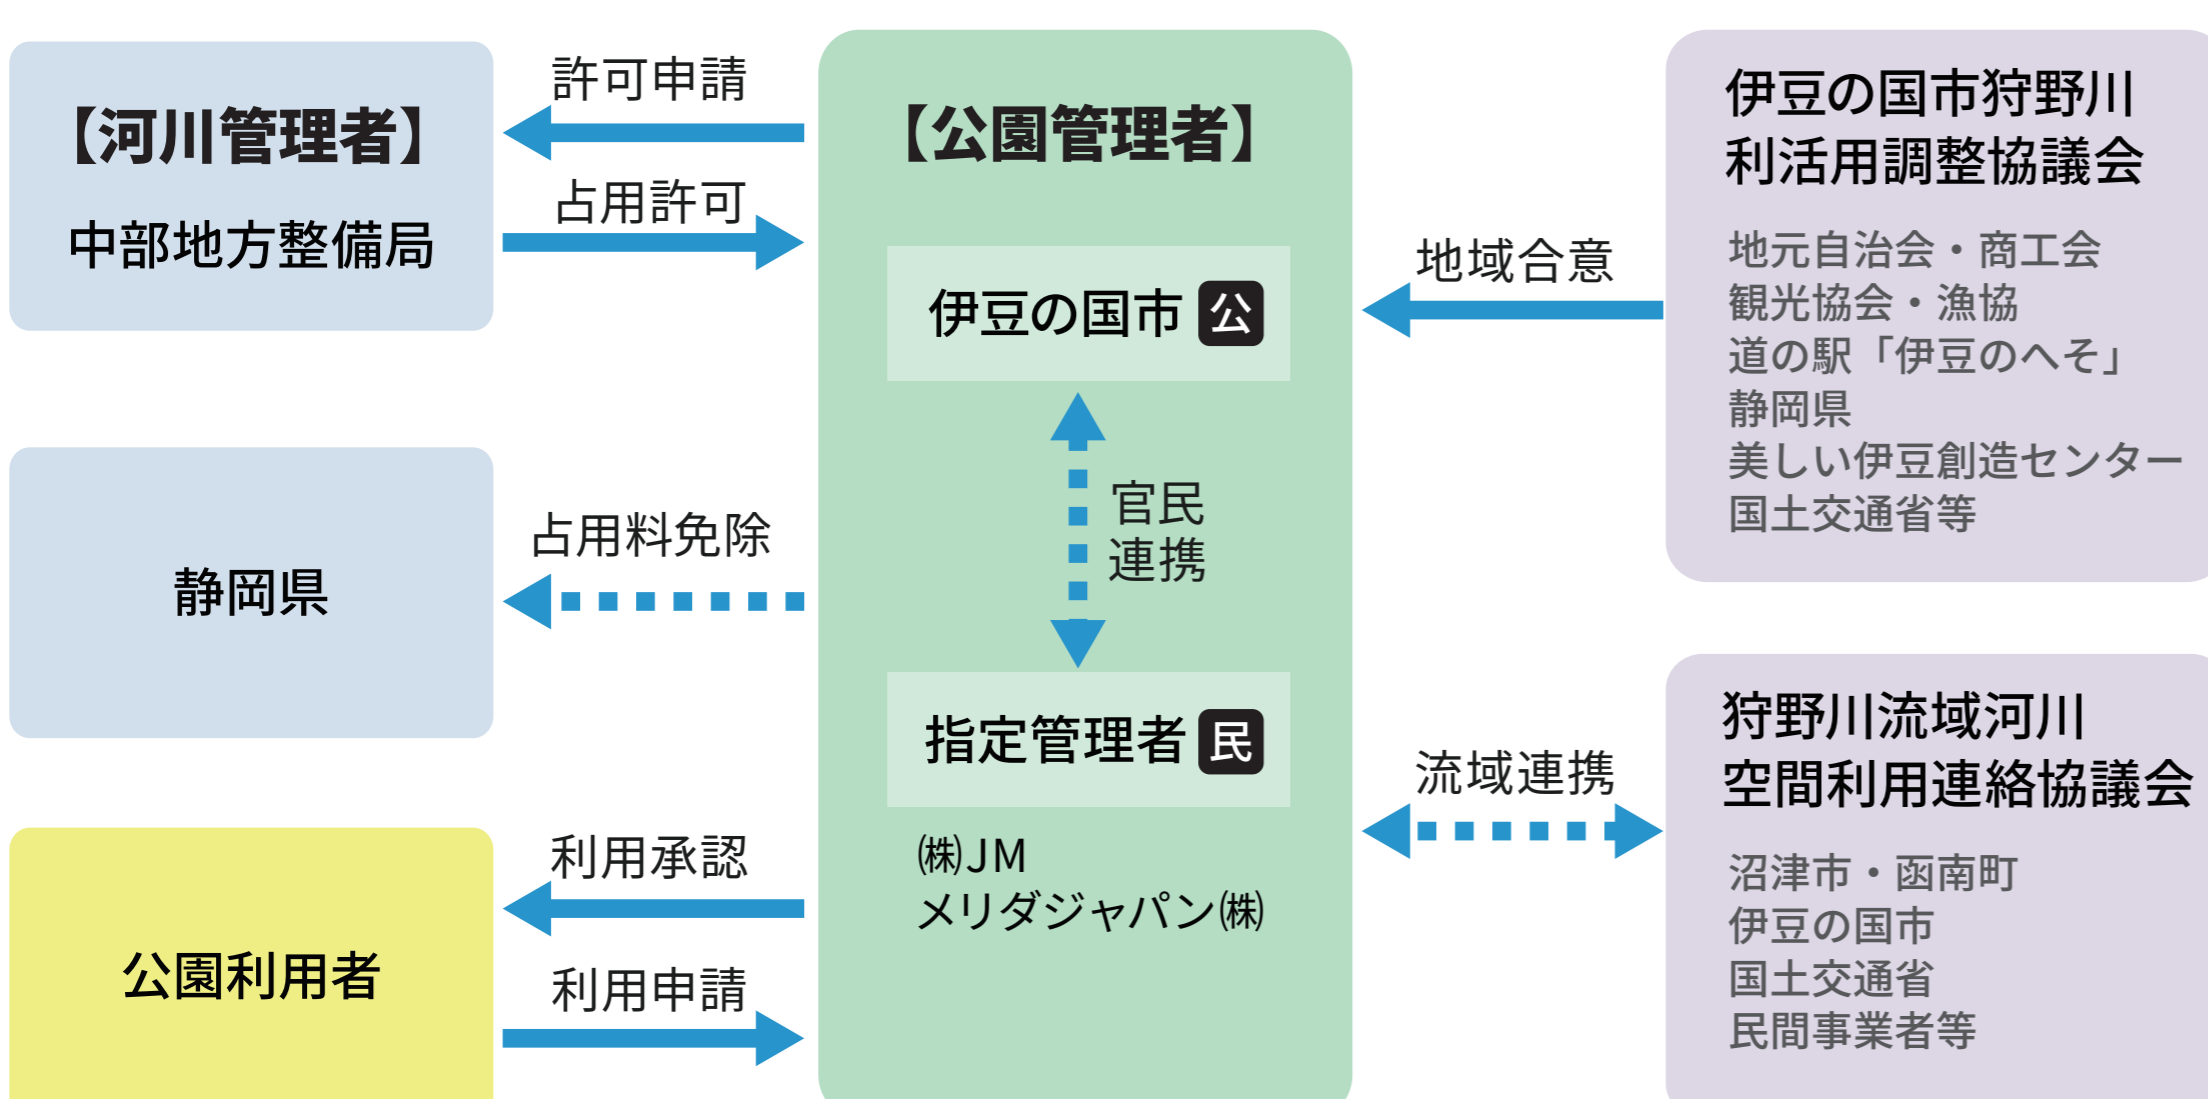 【河川管理者】
中部地方整備局
許可申請
占用許可
静岡県
占用料免除
公園利用者
利用承認
利用申請
【公園管理者】
伊豆の国市 公
官民
連携
指定管理者 民
㈱JM
メリダジャパン㈱
地域合意
伊豆の国市狩野川
利活用調整協議会
地元自治会・商工会
観光協会・漁協
道の駅「伊豆のへそ」
静岡県
美しい伊豆創造センター
国土交通省等
流域連携
狩野川流域河川
空間利用連絡協議会
沼津市・函南町
伊豆の国市
国土交通省
民間事業者等